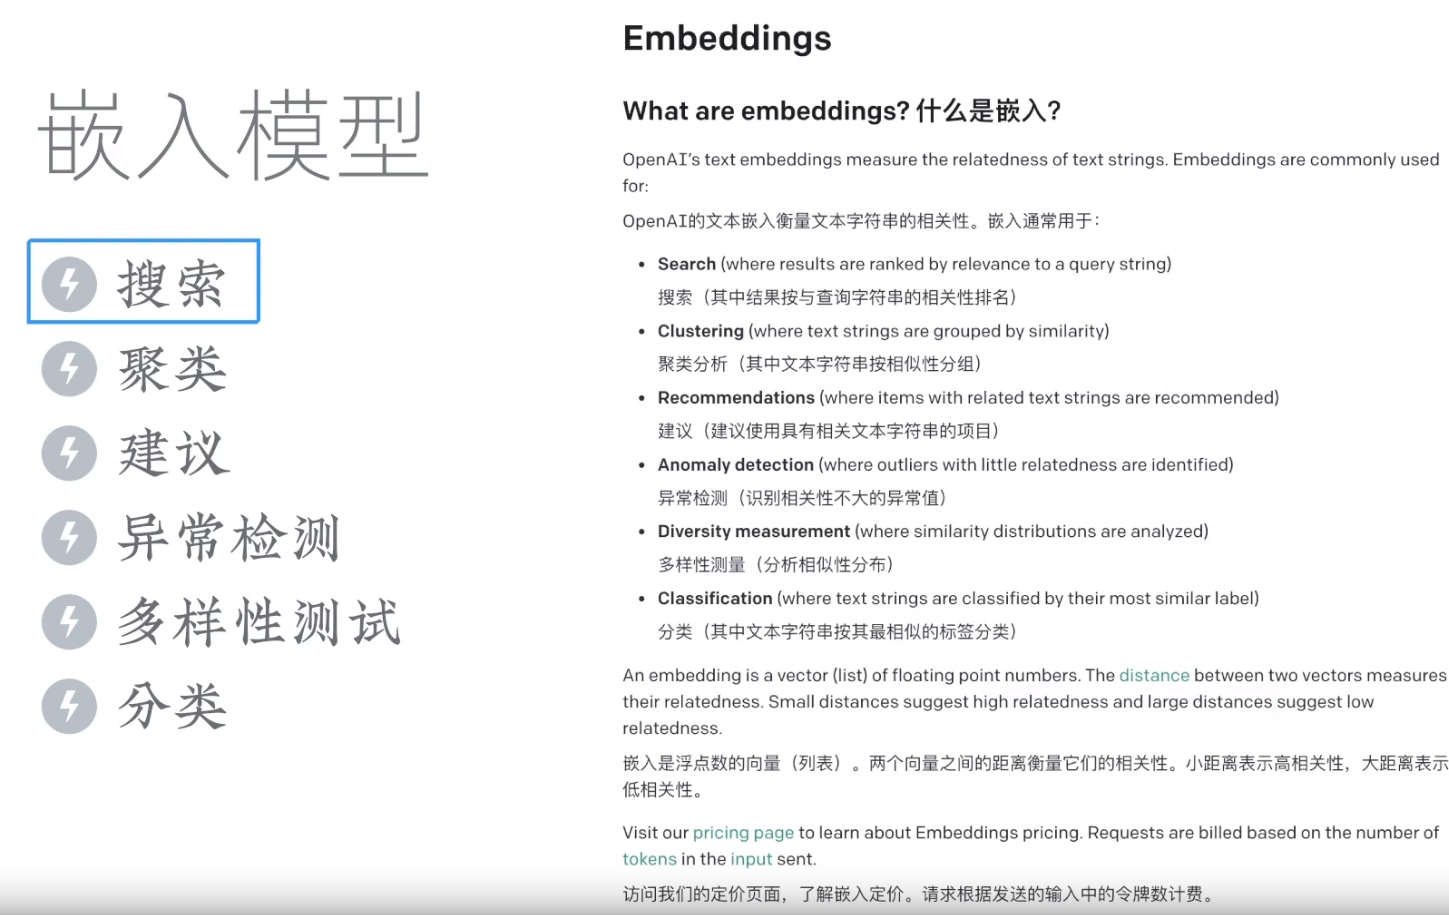 嵌入模型
搜索
聚类
建议
异常检测
多样性测试
分类
Embeddings
What are embeddings? 什么是嵌入?
OpenAI's text embeddings measure the relatedness of text strings. Embeddings are commonly used
for:
OpenAI的文本嵌入衡量文本字符串的相关性。嵌入通常用于:
• Search (where results are ranked by relevance to a query string)
搜索（其中结果按与查询字符串的相关性排名）
• Clustering (where text strings are grouped by similarity)
聚类分析（其中文本字符串按相似性分组）
• Recommendations (where items with related text strings are recommended)
建议（建议使用具有相关文本字符串的项目）
• Anomaly detection (where outliers with little relatedness are identified)
异常检测（识别相关性不大的异常值）
• Diversity measurement (where similarity distributions are analyzed)
多样性测量（分析相似性分布）
• Classification (where text strings are classified by their most similar label)
分类（其中文本字符串按其最相似的标签分类）
An embedding is a vector (list) of floating point numbers. The distance between two vectors measures
their relatedness. Small distances suggest high relatedness and large distances suggest low
relatedness.
嵌入是浮点数的向量（列表）。两个向量之间的距离衡量它们的相关性。小距离表示高相关性，大距离表示
低相关性。
Visit our pricing page to learn about Embeddings pricing. Requests are billed based on the number of
tokens in the input sent.
访问我们的定价页面，了解嵌入定价。请求根据发送的输入中的令牌数计费。